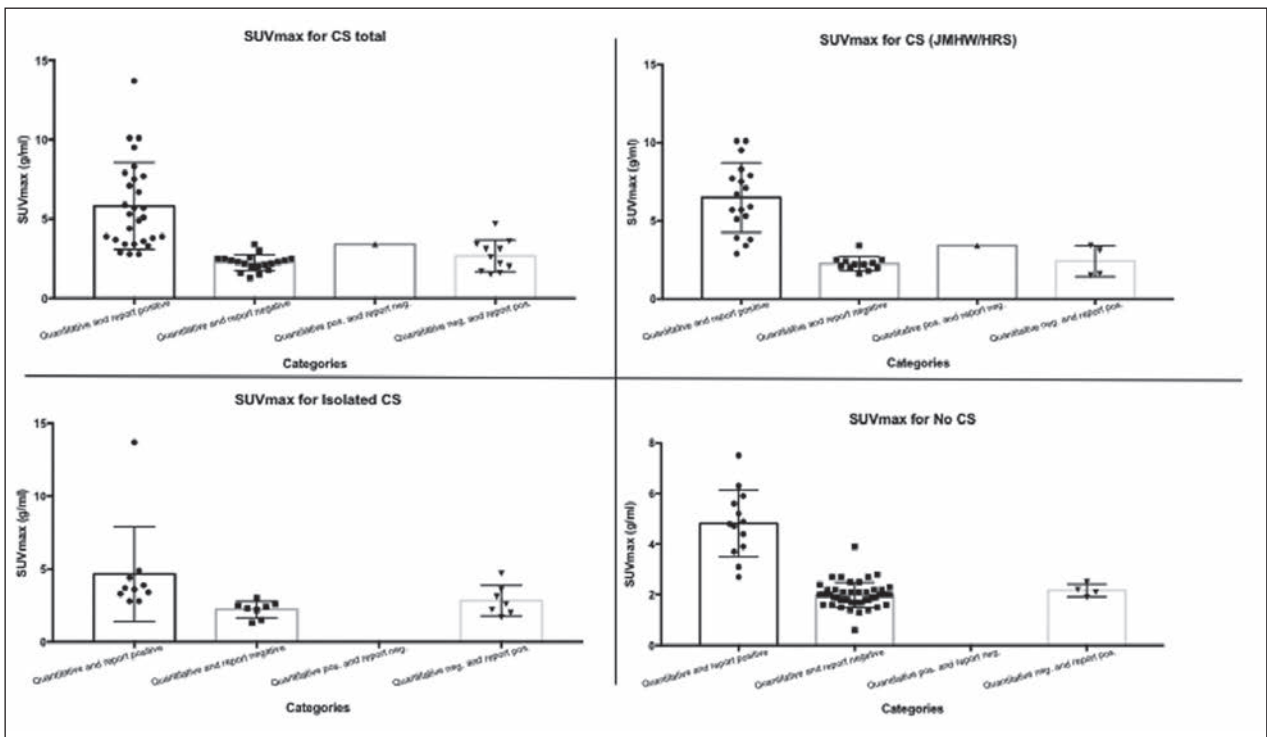 SUVmax for CS total
15
10
5
0
SUVmax (g/ml)
Quantitative and report positive
Quantitative and report negative
Quantitative pos. and report neg.
Quantitative neg. and report pos.
Categories
SUVmax for CS (JMHW/HRS)
15
10
5
0
SUVmax (g/ml)
Quantitative and report positive
Quantitative and report negative
Quantitative pos. and report neg.
Quantitative neg. and report pos.
Categories
SUVmax for Isolated CS
15
10
5
0
SUVmax (g/ml)
Quantitative and report positive
Quantitative and report negative
Quantitative pos. and report neg.
Quantitative neg. and report pos.
Categories
SUVmax for No CS
8
6
4
2
0
SUVmax (g/ml)
Quantitative and report positive
Quantitative and report negative
Quantitative pos. and report neg.
Quantitative neg. and report pos.
Categories